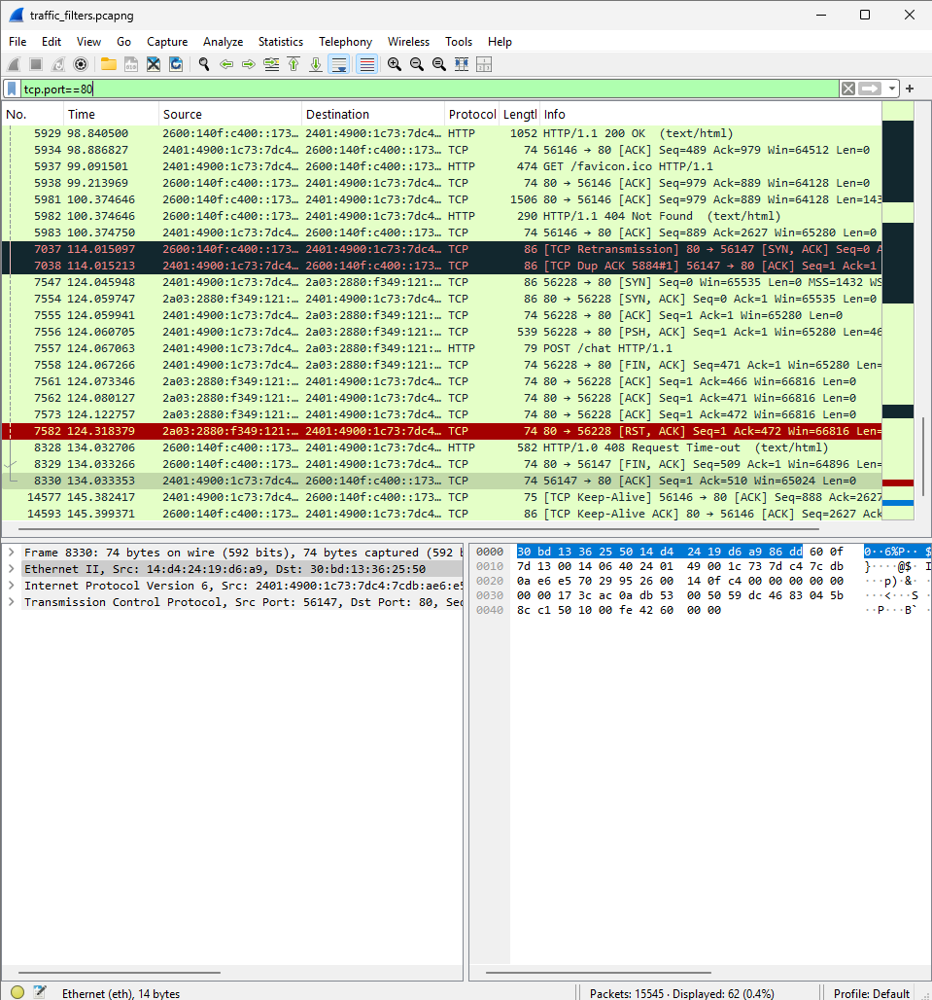 traffic_filters.pcapng
File Edit View Go Capture Analyze Statistics Telephony Wireless Tools Help
tcp.port==80
No. Time Source Destination Protocol Lengtl Info
5929 98.840500 2600:140f:c400::173… 2401:4900:1c73:7dc4… HTTP 1052 HTTP/1.1 200 OK (text/html)
5934 98.886827 2401:4900:1c73:7dc4… 2600:140f:c400::173… TCP 74 56146 → 80 [ACK] Seq=489 Ack=979 Win=64512 Len=0
5937 99.091501 2401:4900:1c73:7dc4… 2600:140f:c400::173… HTTP 474 GET /favicon.ico HTTP/1.1
5938 99.213969 2600:140f:c400::173… 2401:4900:1c73:7dc4… TCP 74 80 → 56146 [ACK] Seq=979 Ack=889 Win=64128 Len=0
5981 100.374646 2600:140f:c400::173… 2401:4900:1c73:7dc4… TCP 1506 80 → 56146 [ACK] Seq=979 Ack=889 Win=64128 Len=143
5982 100.374646 2600:140f:c400::173… 2401:4900:1c73:7dc4… HTTP 290 HTTP/1.1 404 Not Found (text/html)
5983 100.374750 2401:4900:1c73:7dc4… 2600:140f:c400::173… TCP 74 56146 → 80 [ACK] Seq=889 Ack=2627 Win=65280 Len=0
7037 114.015097 2600:140f:c400::173… 2401:4900:1c73:7dc4… TCP 86 [TCP Retransmission] 80 → 56147 [SYN, ACK] Seq=0 A
7038 114.015213 2401:4900:1c73:7dc4… 2600:140f:c400::173… TCP 86 [TCP Dup ACK 5884#1] 56147 → 80 [ACK] Seq=1 Ack=1
7547 124.045948 2401:4900:1c73:7dc4… 2a03:2880:f349:121:… TCP 86 56228 → 80 [SYN] Seq=0 Win=65535 Len=0 MSS=1432 WS
7554 124.059747 2a03:2880:f349:121:… 2401:4900:1c73:7dc4… TCP 86 80 → 56228 [SYN, ACK] Seq=0 Ack=1 Win=65535 Len=0
7555 124.059941 2401:4900:1c73:7dc4… 2a03:2880:f349:121:… TCP 74 56228 → 80 [ACK] Seq=1 Ack=1 Win=65280 Len=0
7556 124.060705 2401:4900:1c73:7dc4… 2a03:2880:f349:121:… TCP 539 56228 → 80 [PSH, ACK] Seq=1 Ack=1 Win=65280 Len=46
7557 124.067063 2401:4900:1c73:7dc4… 2a03:2880:f349:121:… HTTP 79 POST /chat HTTP/1.1
7558 124.067266 2401:4900:1c73:7dc4… 2a03:2880:f349:121:… TCP 74 56228 → 80 [FIN, ACK] Seq=471 Ack=1 Win=65280 Len=
7561 124.073346 2a03:2880:f349:121:… 2401:4900:1c73:7dc4… TCP 74 80 → 56228 [ACK] Seq=1 Ack=466 Win=66816 Len=0
7562 124.080127 2a03:2880:f349:121:… 2401:4900:1c73:7dc4… TCP 74 80 → 56228 [ACK] Seq=1 Ack=471 Win=66816 Len=0
7573 124.122757 2a03:2880:f349:121:… 2401:4900:1c73:7dc4… TCP 74 80 → 56228 [ACK] Seq=1 Ack=472 Win=66816 Len=0
7582 124.318379 2a03:2880:f349:121:… 2401:4900:1c73:7dc4… TCP 74 80 → 56228 [RST, ACK] Seq=1 Ack=472 Win=66816 Len=
8328 134.032706 2600:140f:c400::173… 2401:4900:1c73:7dc4… HTTP 582 HTTP/1.0 408 Request Time-out (text/html)
8329 134.033266 2600:140f:c400::173… 2401:4900:1c73:7dc4… TCP 74 80 → 56147 [FIN, ACK] Seq=509 Ack=1 Win=64896 Len=
8330 134.033353 2401:4900:1c73:7dc4… 2600:140f:c400::173… TCP 74 56147 → 80 [ACK] Seq=1 Ack=510 Win=65024 Len=0
14577 145.382417 2401:4900:1c73:7dc4… 2600:140f:c400::173… TCP 75 [TCP Keep-Alive] 56146 → 80 [ACK] Seq=888 Ack=2627
14593 145.399371 2600:140f:c400::173… 2401:4900:1c73:7dc4… TCP 86 [TCP Keep-Alive ACK] 80 → 56146 [ACK] Seq=2627 Ack
Frame 8330: 74 bytes on wire (592 bits), 74 bytes captured (592 b
Ethernet II, Src: 14:d4:24:19:d6:a9, Dst: 30:bd:13:36:25:50
Internet Protocol Version 6, Src: 2401:4900:1c73:7dc4:7cdb:ae6:e5
Transmission Control Protocol, Src Port: 56147, Dst Port: 80, Sec
0000 30 bd 13 36 25 50 14 d4 24 19 d6 a9 86 dd 60 0f 0··6%P·· $
0010 7d 13 00 14 06 40 24 01 49 00 1c 73 7d c4 7c db }····@$· I
0020 0a e6 e5 70 29 95 26 00 14 0f c4 00 00 00 00 00 ···p)·&· ·
0030 00 00 17 3c ac 0a db 53 00 50 59 dc 46 83 04 5b ···<···S ·
0040 8c c1 50 10 00 fe 42 60 00 00 ··P···B` ··
Ethernet (eth), 14 bytes
Packets: 15545 · Displayed: 62 (0.4%)
Profile: Default